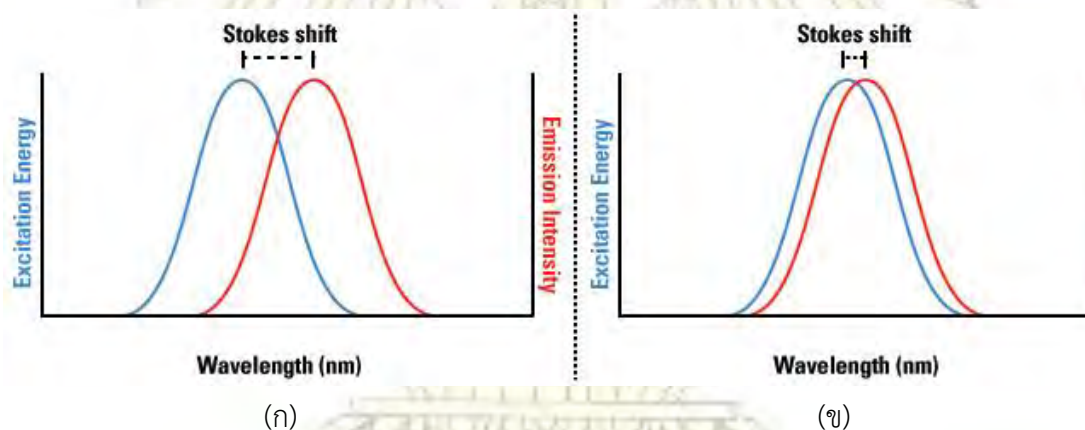 Stokes shift
Excitation Energy
Emission Intensity
Wavelength (nm)
(ก)
Stokes shift
Excitation Energy
Wavelength (nm)
(ข)